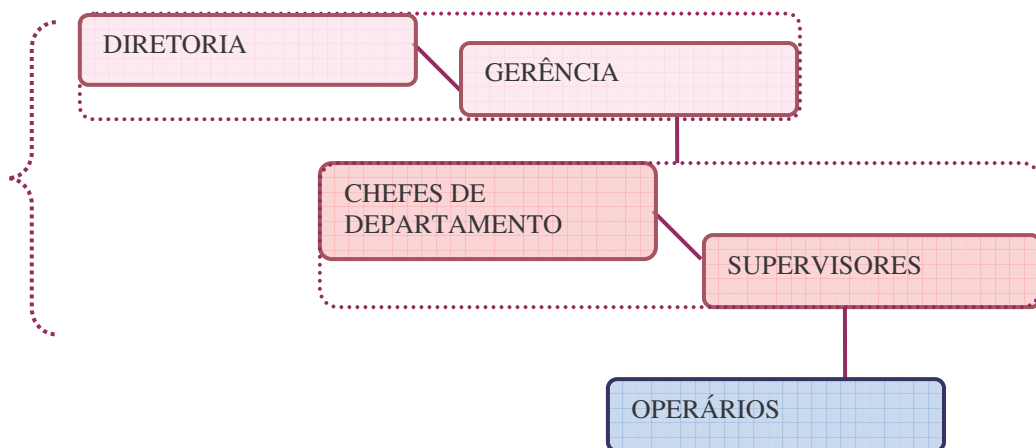 DIRETORIA
GERÊNCIA
CHEFES DE
DEPARTAMENTO
SUPERVISORES
OPERÁRIOS